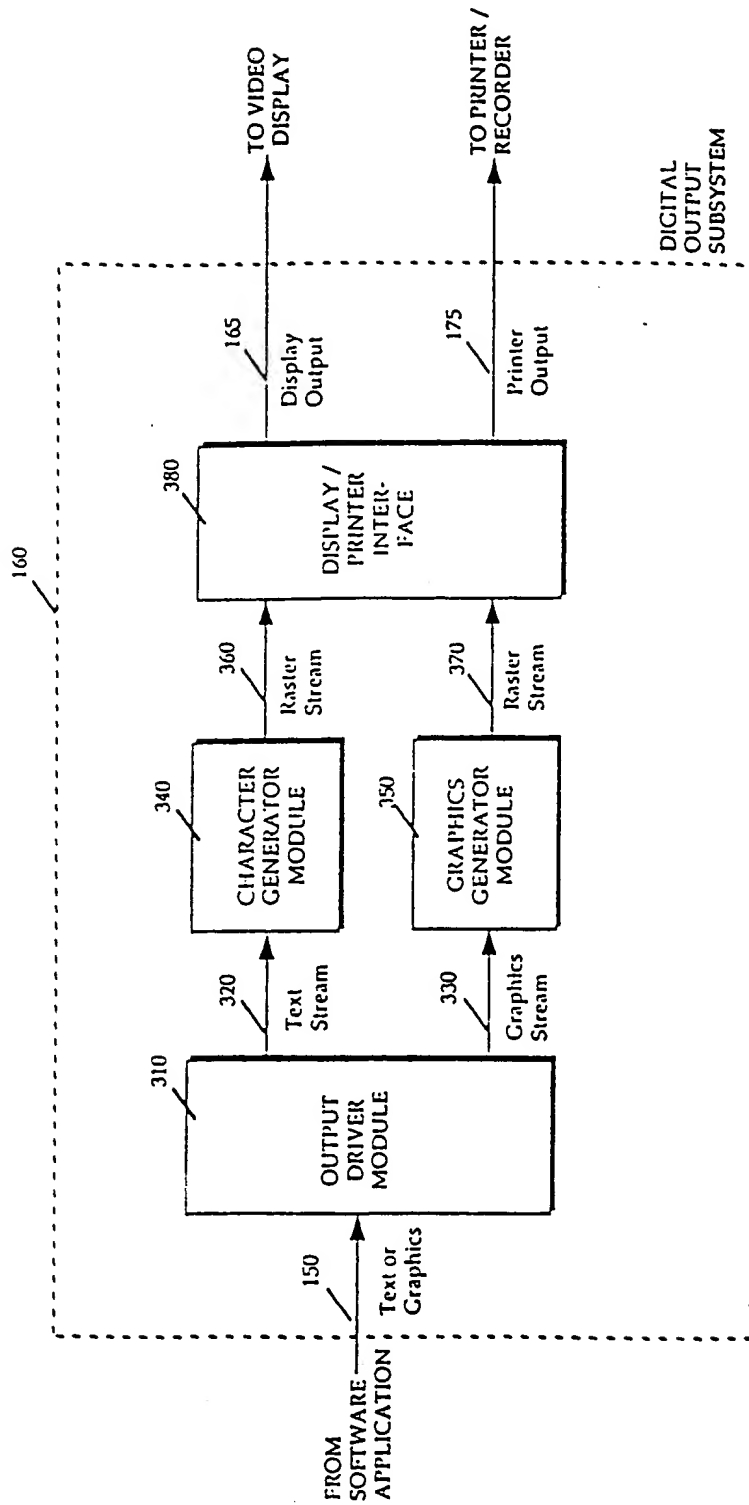 160
FROM
SOFTWARE
APPLICATION
150
Text or
Graphics
310
OUTPUT
DRIVER
MODULE
320
Text
Stream
330
Graphics
Stream
340
CHARACTER
GENERATOR
MODULE
350
GRAPHICS
GENERATOR
MODULE
360
Raster
Stream
370
Raster
Stream
380
DISPLAY /
PRINTER
INTER-
FACE
165
Display
Output
175
Printer
Output
TO VIDEO
DISPLAY
TO PRINTER /
RECORDER
DIGITAL
OUTPUT
SUBSYSTEM